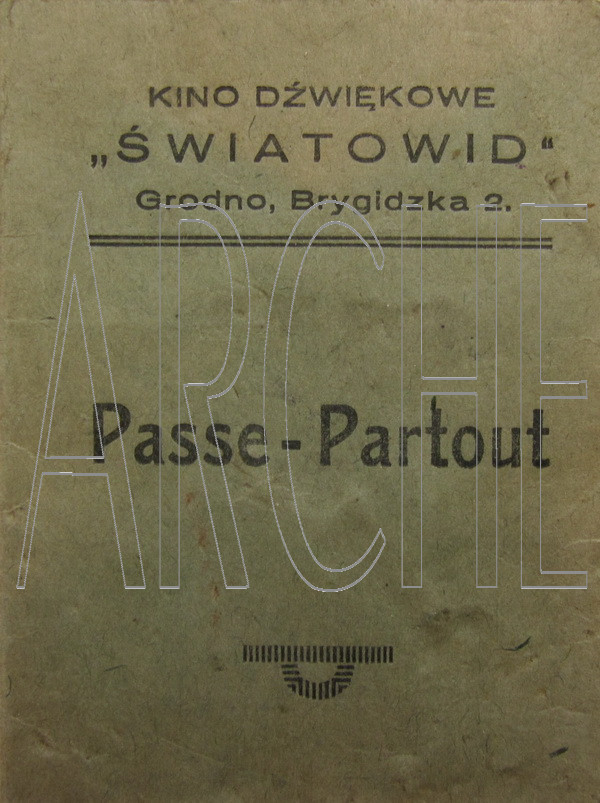 KINO DŹWIĘKOWE
„ŚWIATOWID“
Grodno, Brygidzka 2.
ARCHE
Passe-Partout